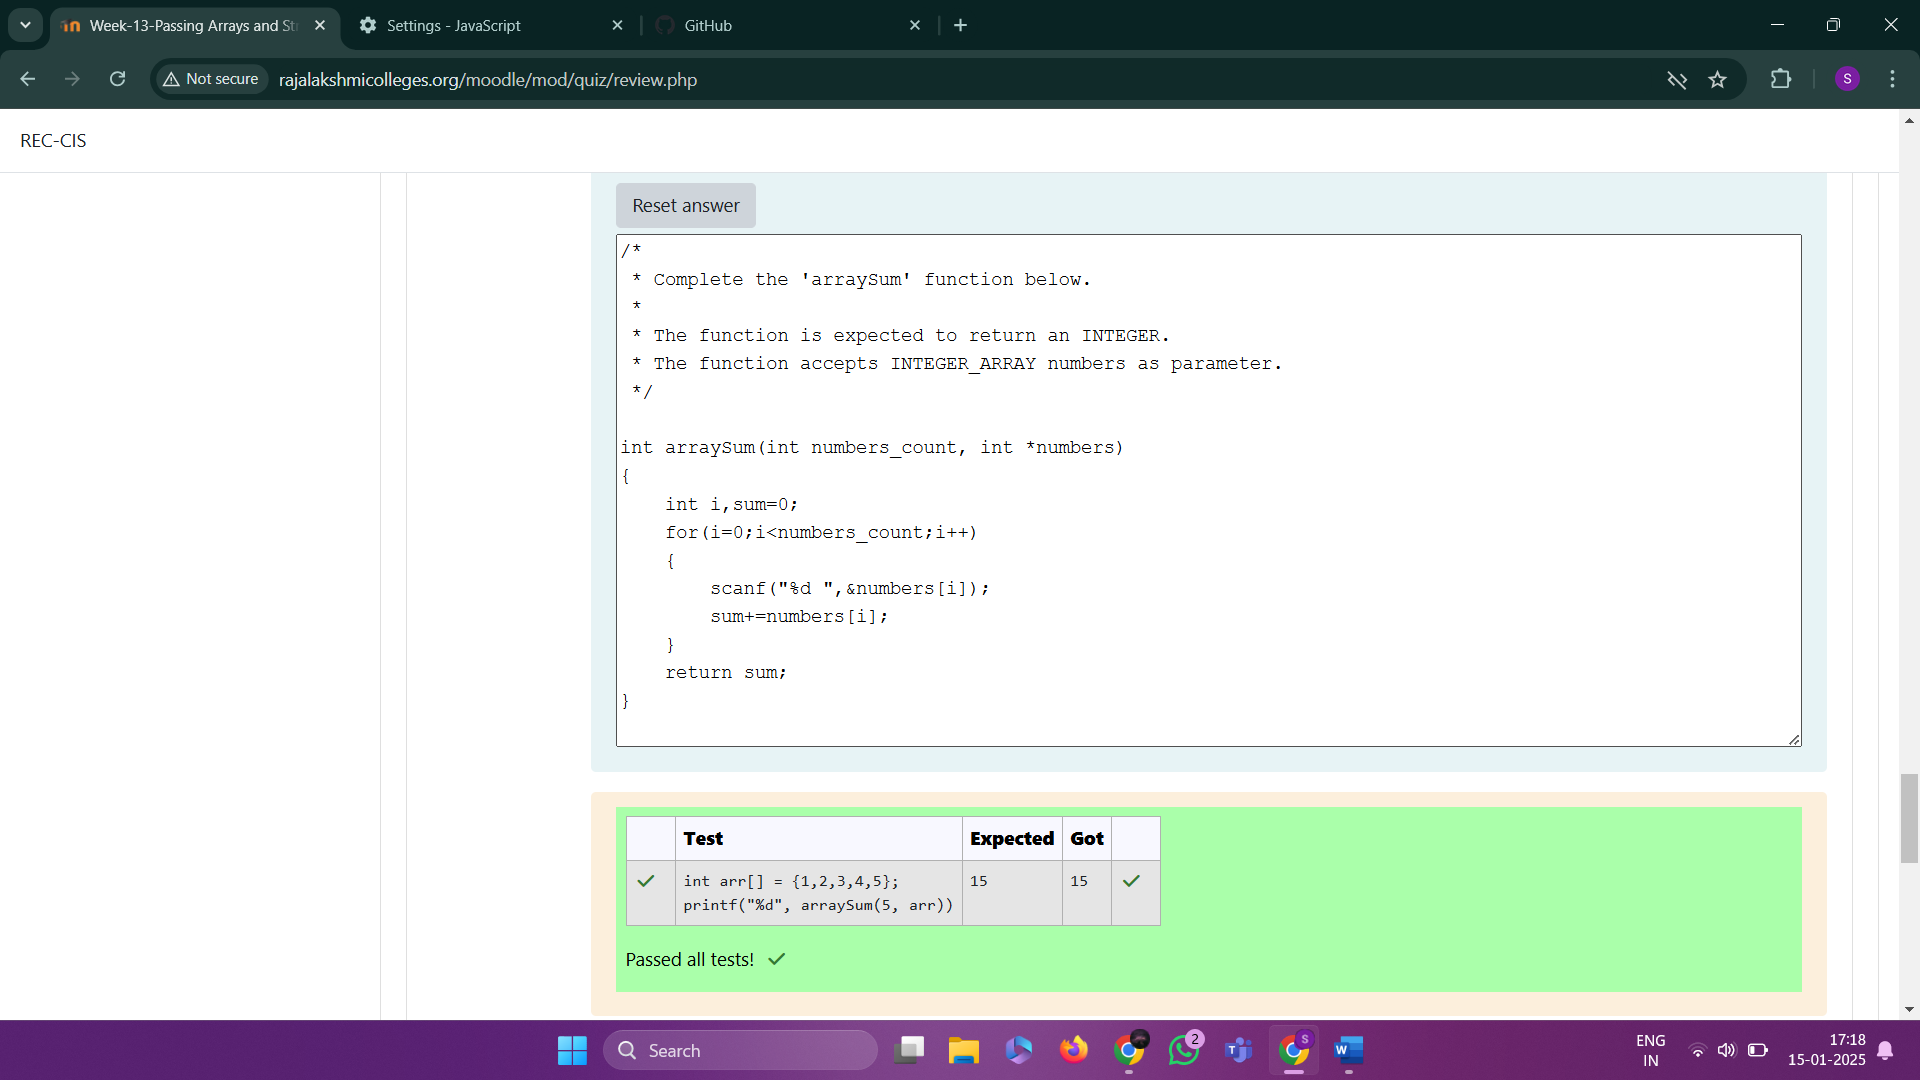 Week-13-Passing Arrays and St
Settings - JavaScript
GitHub
Not secure
rajalakshmicolleges.org/moodle/mod/quiz/review.php
S
REC-CIS
Reset answer
/*
 * Complete the 'arraySum' function below.
 *
 * The function is expected to return an INTEGER.
 * The function accepts INTEGER_ARRAY numbers as parameter.
 */
int arraySum(int numbers_count, int *numbers)
{
    int i,sum=0;
    for(i=0;i<numbers_count;i++)
    {
        scanf("%d ",&numbers[i]);
        sum+=numbers[i];
    }
    return sum;
}
Test Expected Got
int arr[] = {1,2,3,4,5}; 15 15
printf("%d", arraySum(5, arr))
Passed all tests!
Search
2
S
ENG
IN
17:18
15-01-2025